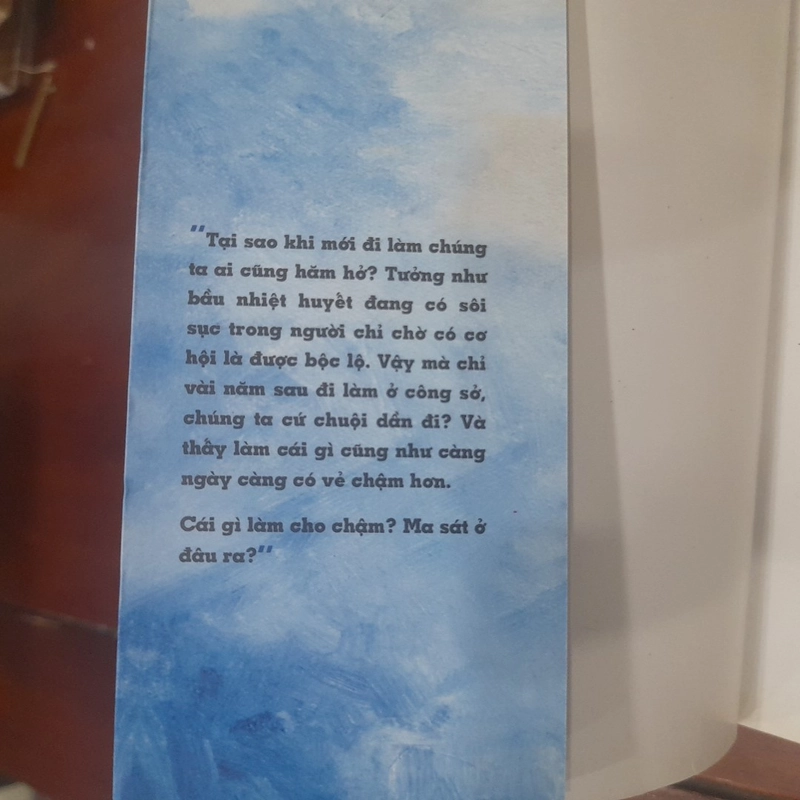 "Tại sao khi mới đi làm chúng
ta ai cũng hăm hở? Tưởng như
bầu nhiệt huyết đang có sôi
sục trong người chỉ chờ có cơ
hội là được bộc lộ. Vậy mà chỉ
vài năm sau đi làm ở công sở,
chúng ta cứ chuội dần đi? Và
thấy làm cái gì cũng như càng
ngày càng có vẻ chậm hơn.
Cái gì làm cho chậm? Ma sát ở
đâu ra?"